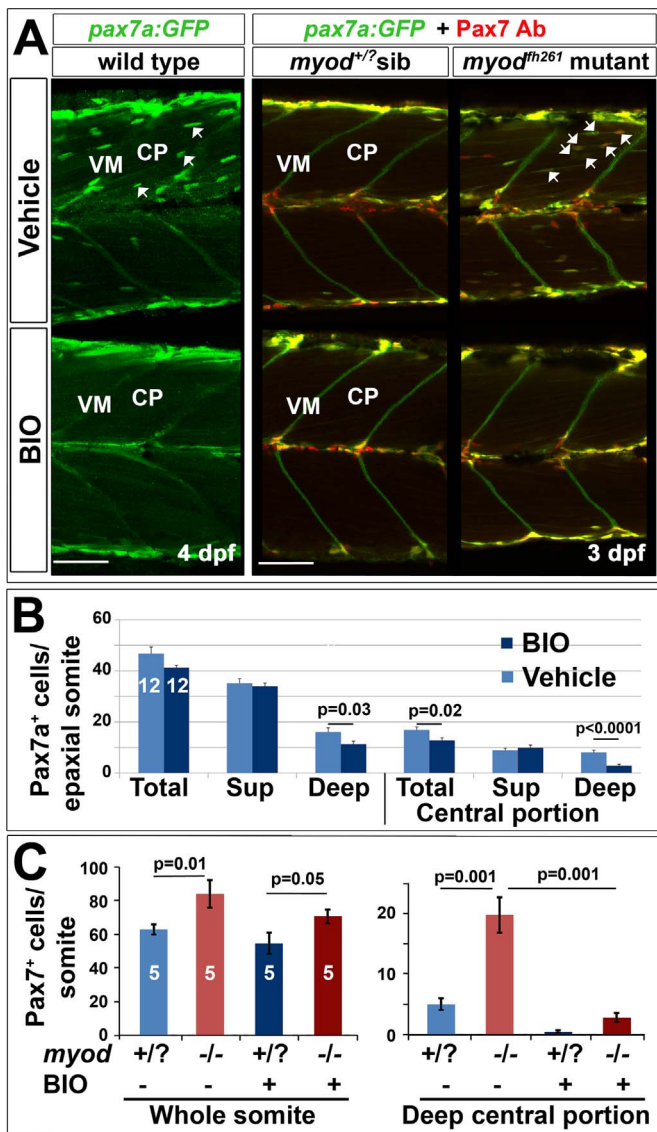 A
pax7a:GFP
pax7a:GFP + Pax7 Ab
wild type
myod+/? sib
myodfh261 mutant
Vehicle
VM
CP
VM
CP
BIO
VM
CP
VM
CP
4 dpf
3 dpf
B
Pax7a+ cells/
epaxial somite
60
40
20
0
BIO
Vehicle
12
12
p=0.03
p=0.02
p<0.0001
Total
Sup
Deep
Total
Sup
Deep
Central portion
C
Pax7+ cells/
somite
100
80
60
40
20
0
p=0.01
p=0.05
5
5
5
5
20
10
0
p=0.001
p=0.001
myod
+/?
-/-
+/?
-/-
+/?
-/-
+/?
-/-
BIO
-
-
+
+
-
-
+
+
Whole somite
Deep central portion